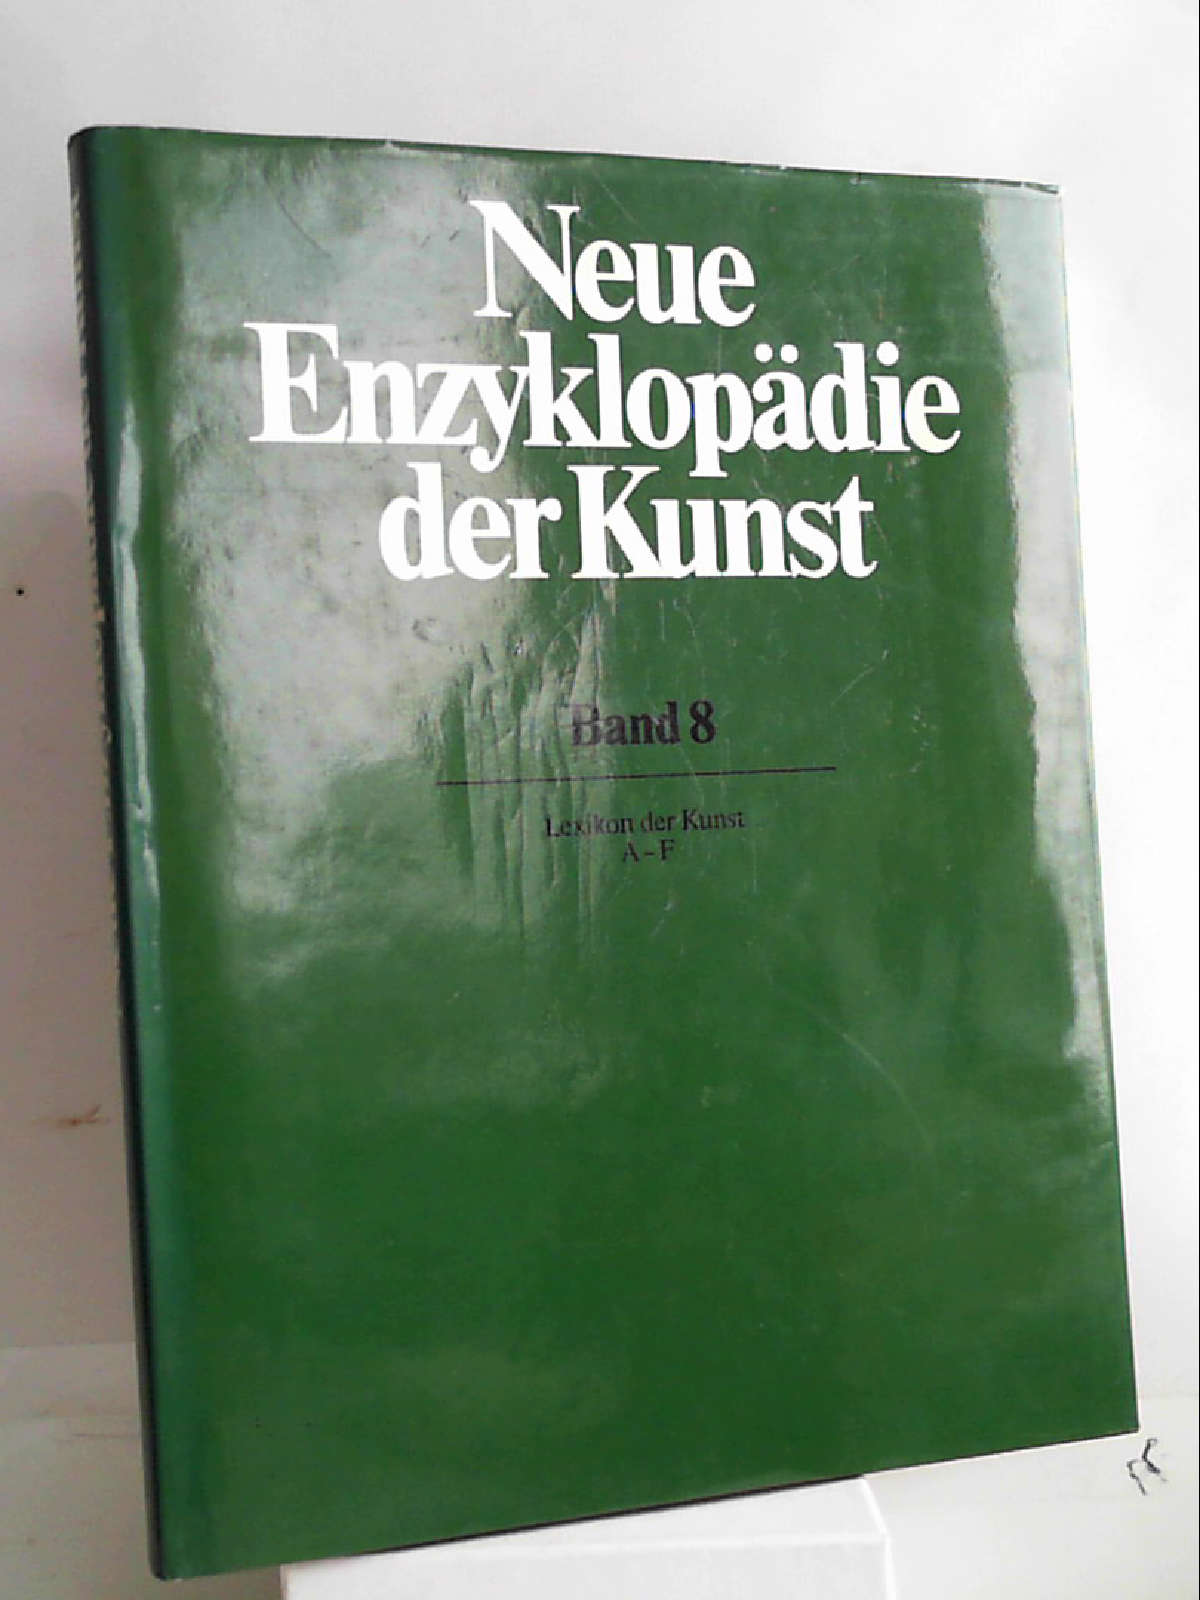 Neue
Enzyklopädie
der Kunst
Band 8
Lexikon der Kunst
A – F